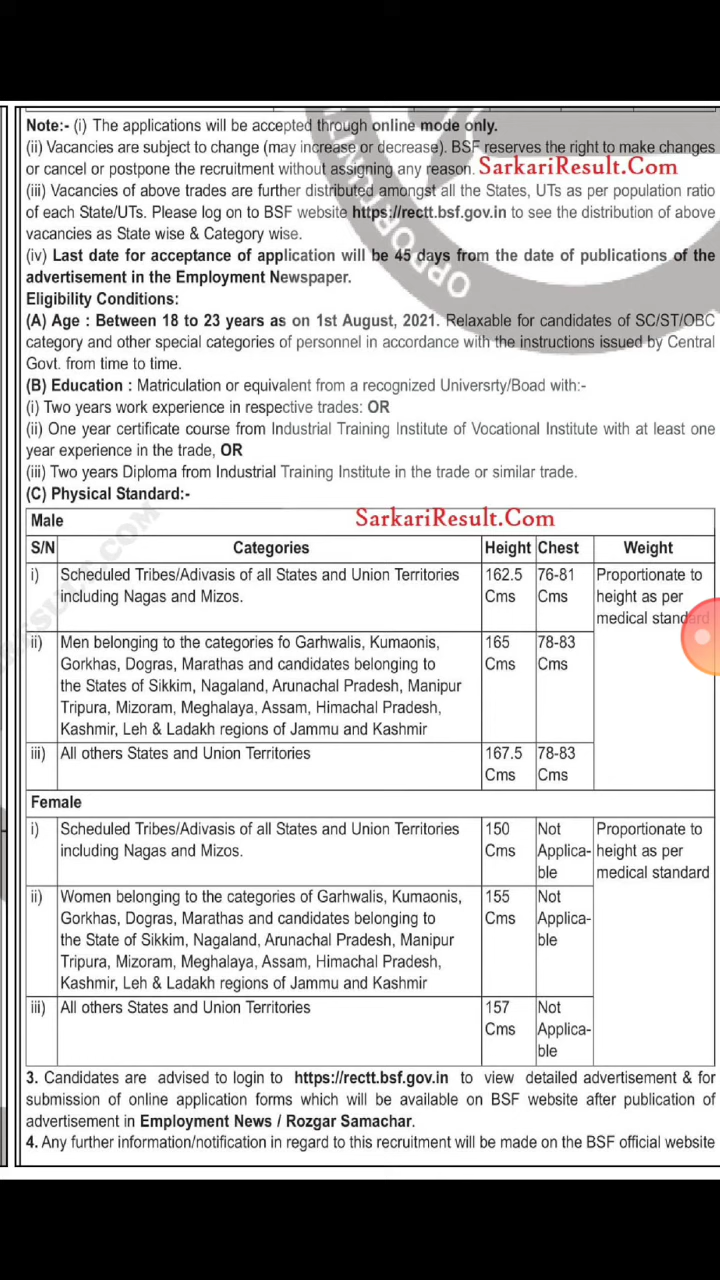 Note:- (i) The applications will be accepted through online mode only.
(ii) Vacancies are subject to change (may increase or decrease). BSF reserves the right to make changes
or cancel or postpone the recruitment without assigning any reason. SarkariResult.Com
(iii) Vacancies of above trades are further distributed amongst all the States, UTs as per population ratio
of each State/UTs. Please log on to BSF website https://rectt.bsf.gov.in to see the distribution of above
vacancies as State wise & Category wise.
(iv) Last date for acceptance of application will be 45 days from the date of publications of the
advertisement in the Employment Newspaper.
Eligibility Conditions:
(A) Age : Between 18 to 23 years as on 1st August, 2021. Relaxable for candidates of SC/ST/OBC
category and other special categories of personnel in accordance with the instructions issued by Central
Govt. from time to time.
(B) Education : Matriculation or equivalent from a recognized Universrty/Boad with:-
(i) Two years work experience in respective trades: OR
(ii) One year certificate course from Industrial Training Institute of Vocational Institute with at least one
year experience in the trade, OR
(iii) Two years Diploma from Industrial Training Institute in the trade or similar trade.
(C) Physical Standard:-
Male SarkariResult.Com
S/N Categories Height Chest Weight
i) Scheduled Tribes/Adivasis of all States and Union Territories 162.5 76-81 Proportionate to
including Nagas and Mizos. Cms Cms height as per
medical standard
ii) Men belonging to the categories fo Garhwalis, Kumaonis, 165 78-83
Gorkhas, Dogras, Marathas and candidates belonging to Cms Cms
the States of Sikkim, Nagaland, Arunachal Pradesh, Manipur
Tripura, Mizoram, Meghalaya, Assam, Himachal Pradesh,
Kashmir, Leh & Ladakh regions of Jammu and Kashmir
iii) All others States and Union Territories 167.5 78-83
Cms Cms
Female
i) Scheduled Tribes/Adivasis of all States and Union Territories 150 Not Proportionate to
including Nagas and Mizos. Cms Applica- height as per
ble medical standard
ii) Women belonging to the categories of Garhwalis, Kumaonis, 155 Not
Gorkhas, Dogras, Marathas and candidates belonging to Cms Applica-
the State of Sikkim, Nagaland, Arunachal Pradesh, Manipur ble
Tripura, Mizoram, Meghalaya, Assam, Himachal Pradesh,
Kashmir, Leh & Ladakh regions of Jammu and Kashmir
iii) All others States and Union Territories 157 Not
Cms Applica-
ble
3. Candidates are advised to login to https://rectt.bsf.gov.in to view detailed advertisement & for
submission of online application forms which will be available on BSF website after publication of
advertisement in Employment News / Rozgar Samachar.
4. Any further information/notification in regard to this recruitment will be made on the BSF official website